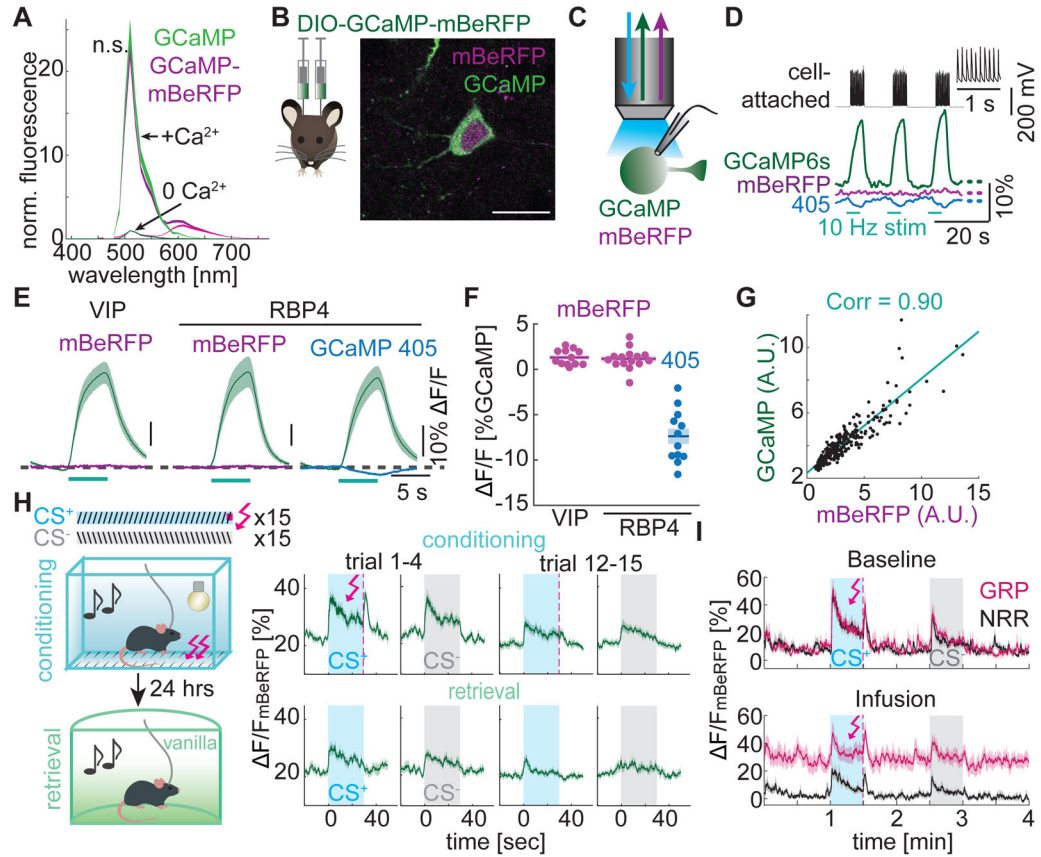 A
n.s.
GCaMP
GCaMP-
mBeRFP
+Ca2+
0 Ca2+
norm. fluorescence
20
10
0
400 500 600 700
wavelength [nm]
B
DIO-GCaMP-mBeRFP
mBeRFP
GCaMP
C
GCaMP
mBeRFP
D
cell-
attached
1 s
200 mV
GCaMP6s
mBeRFP
405
10%
10 Hz stim
20 s
E
VIP
RBP4
mBeRFP
mBeRFP
GCaMP 405
10% ΔF/F
5 s
F
mBeRFP
405
ΔF/F [%GCaMP]
5
0
-5
-10
-15
VIP
RBP4
G
Corr = 0.90
GCaMP (A.U.)
10
6
2
0 5 10 15
mBeRFP (A.U.)
H
CS+
x15
CS-
x15
conditioning
24 hrs
retrieval
vanilla
conditioning
trial 1-4
trial 12-15
40
20
CS+
CS-
ΔF/FmBeRFP [%]
retrieval
40
20
CS+
CS-
0 40 0 40 0 40 0 40
time [sec]
I
Baseline
GRP
NRR
60
40
20
0
CS+
CS-
ΔF/FmBeRFP [%]
Infusion
60
40
20
0
CS+
CS-
1 2 3 4
time [min]